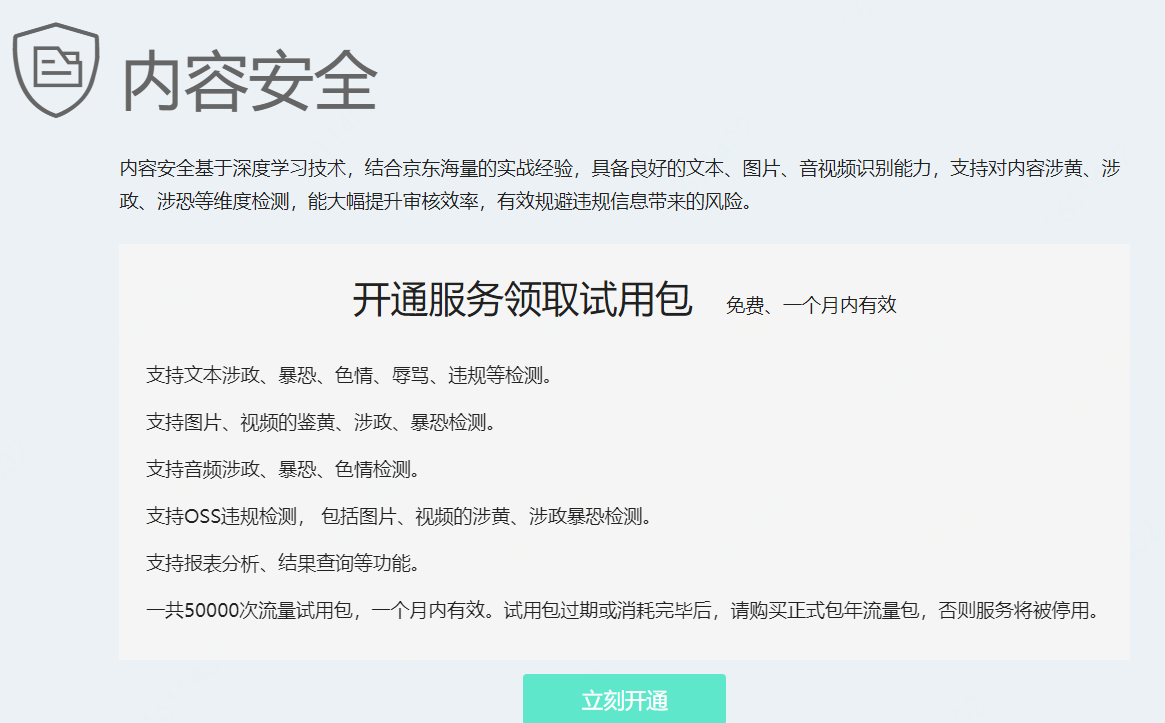 内容安全
内容安全基于深度学习技术，结合京东海量的实战经验，具备良好的文本、图片、音视频识别能力，支持对内容涉黄、涉
政、涉恐等维度检测，能大幅提升审核效率，有效规避违规信息带来的风险。
开通服务领取试用包 免费、一个月内有效
支持文本涉政、暴恐、色情、辱骂、违规等检测。
支持图片、视频的鉴黄、涉政、暴恐检测。
支持音频涉政、暴恐、色情检测。
支持OSS违规检测， 包括图片、视频的涉黄、涉政暴恐检测。
支持报表分析、结果查询等功能。
一共50000次流量试用包，一个月内有效。试用包过期或消耗完毕后，请购买正式包年流量包，否则服务将被停用。
立刻开通